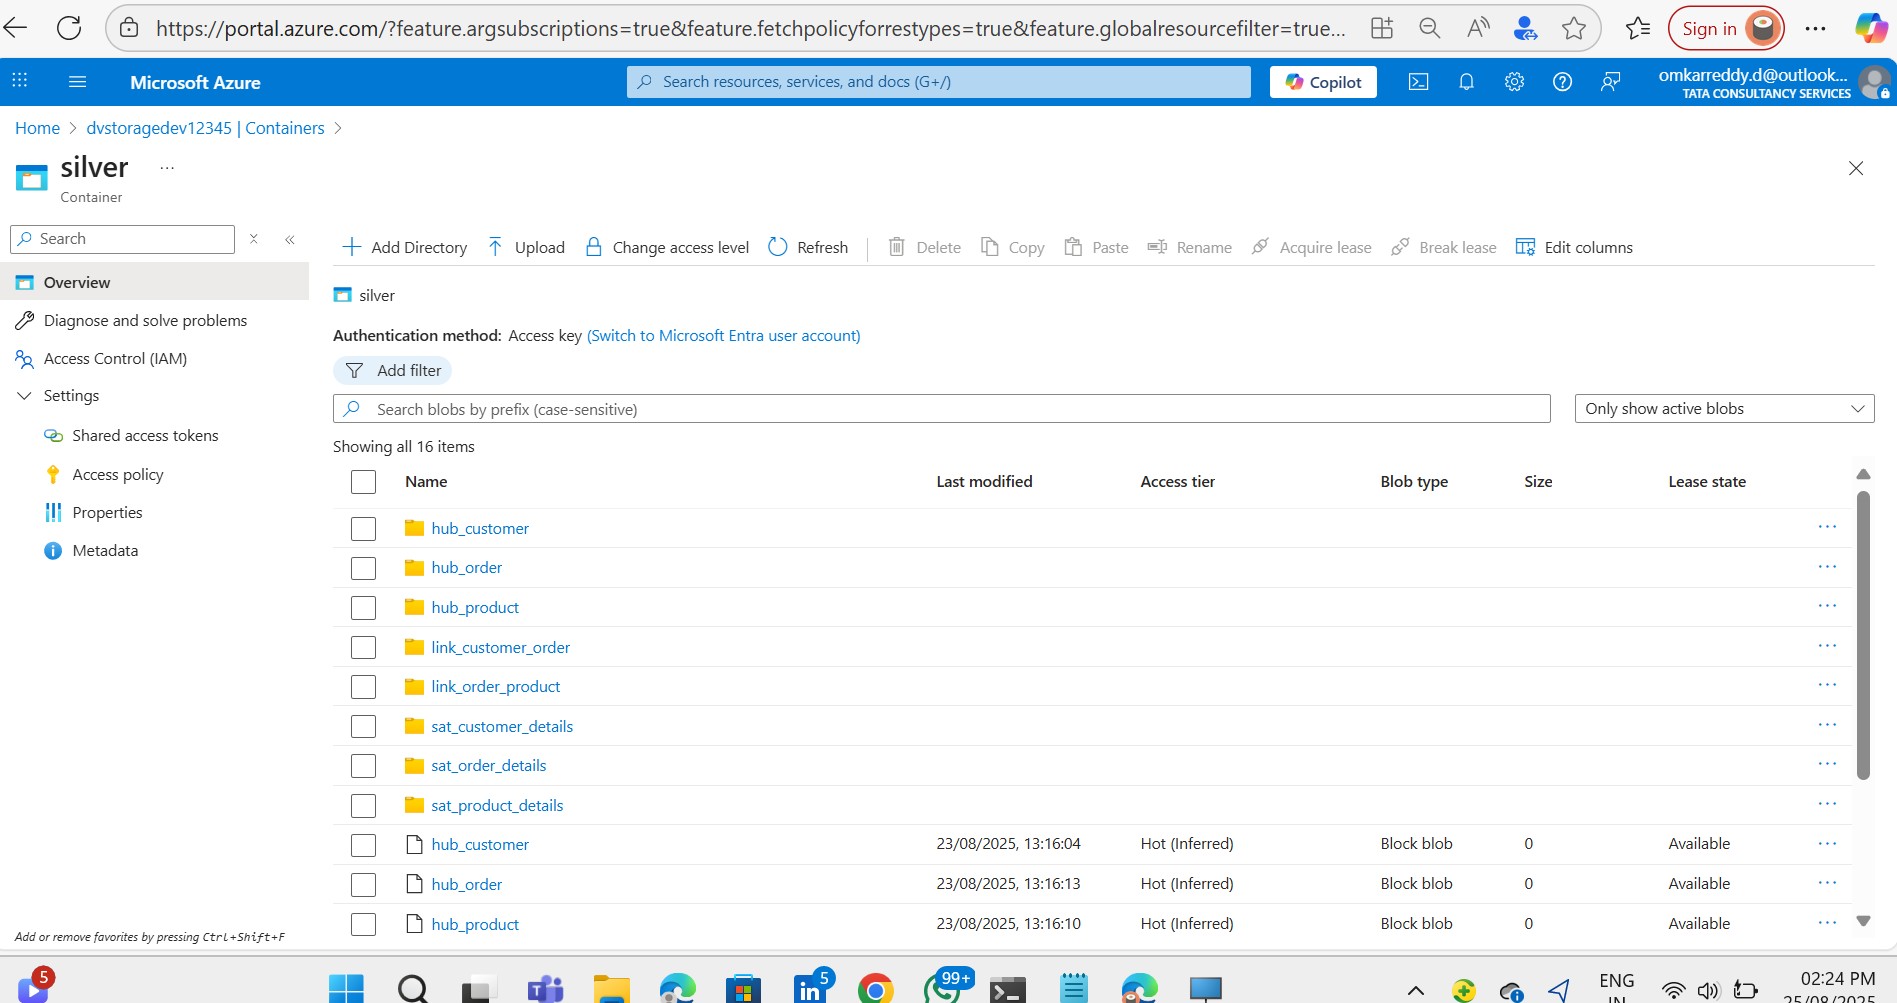 https://portal.azure.com/?feature.argsubscriptions=true&feature.fetchpolicyforrestypes=true&feature.globalresourcefilter=true...
Sign in
Microsoft Azure
Search resources, services, and docs (G+/)
Copilot
omkarreddy.d@outlook...
TATA CONSULTANCY SERVICES
Home > dvstoragedev12345 | Containers >
silver ...
Container
Search
Overview
Diagnose and solve problems
Access Control (IAM)
Settings
Shared access tokens
Access policy
Properties
Metadata
Add or remove favorites by pressing Ctrl+Shift+F
Add Directory Upload Change access level Refresh Delete Copy Paste Rename Acquire lease Break lease Edit columns
silver
Authentication method: Access key (Switch to Microsoft Entra user account)
Add filter
Search blobs by prefix (case-sensitive) Only show active blobs
Showing all 16 items
Name Last modified Access tier Blob type Size Lease state
hub_customer
hub_order
hub_product
link_customer_order
link_order_product
sat_customer_details
sat_order_details
sat_product_details
hub_customer 23/08/2025, 13:16:04 Hot (Inferred) Block blob 0 Available
hub_order 23/08/2025, 13:16:13 Hot (Inferred) Block blob 0 Available
hub_product 23/08/2025, 13:16:10 Hot (Inferred) Block blob 0 Available
5
5
99+
ENG
IN
02:24 PM
25/08/2025